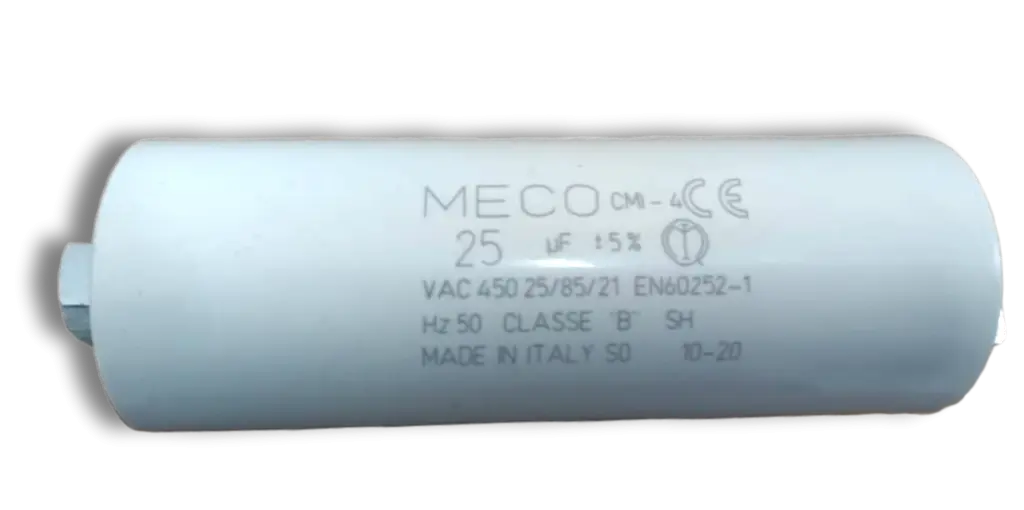 MECO CMI-4 CE
25 µF ±5%
VAC 450 25/85/21 EN60252-1
Hz 50 CLASSE "B" SH
MADE IN ITALY S0 10-20